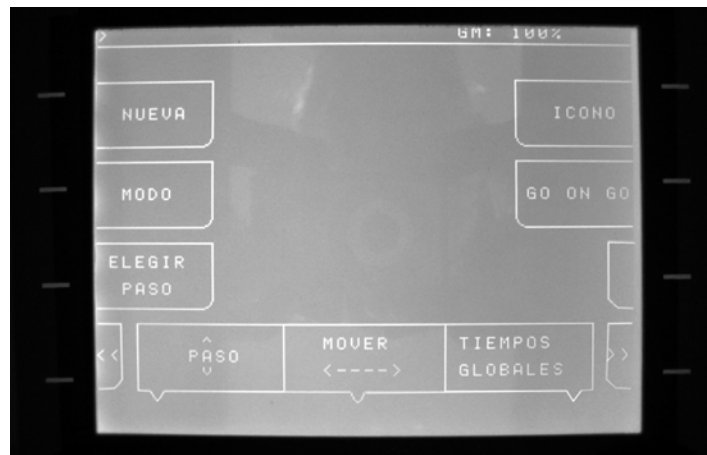 > GM: 100%
NUEVA
ICONO
MODO
GO ON GO
ELEGIR
PASO
<< PASO MOVER TIEMPOS >>
<----> GLOBALES